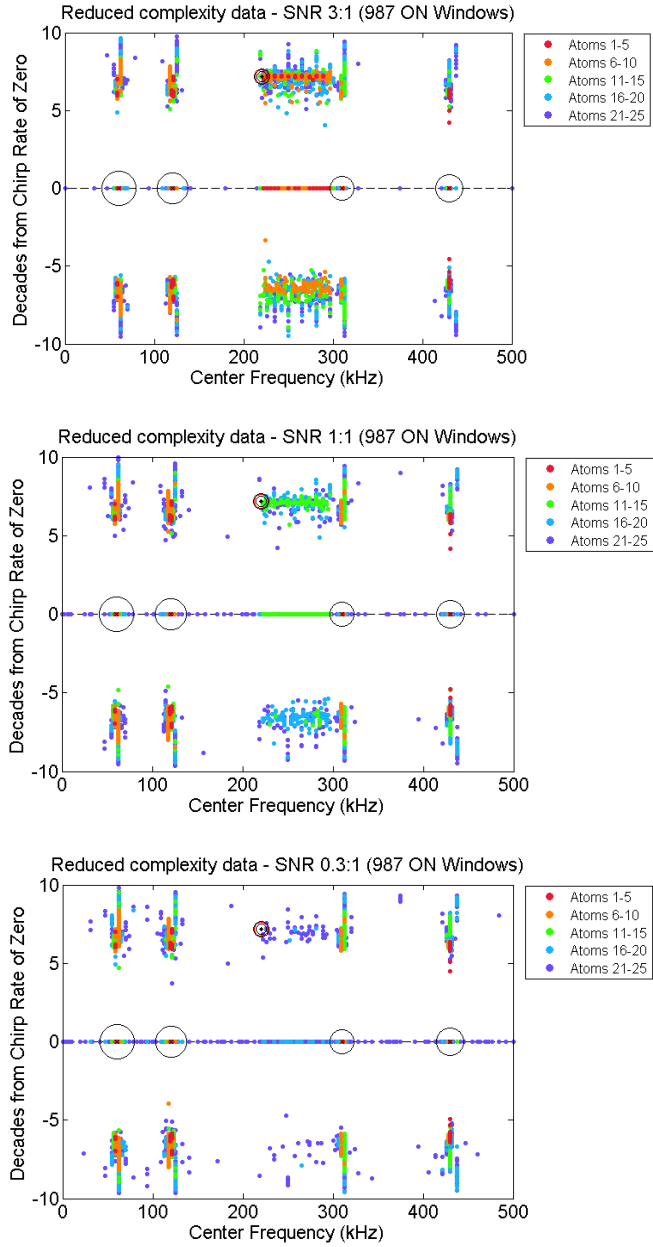 Reduced complexity data - SNR 3:1 (987 ON Windows)
Decades from Chirp Rate of Zero
10
5
0
-5
-10
0
100
200
300
400
500
Center Frequency (kHz)
Atoms 1-5
Atoms 6-10
Atoms 11-15
Atoms 16-20
Atoms 21-25
Reduced complexity data - SNR 1:1 (987 ON Windows)
Decades from Chirp Rate of Zero
10
5
0
-5
-10
0
100
200
300
400
500
Center Frequency (kHz)
Atoms 1-5
Atoms 6-10
Atoms 11-15
Atoms 16-20
Atoms 21-25
Reduced complexity data - SNR 0.3:1 (987 ON Windows)
Decades from Chirp Rate of Zero
10
5
0
-5
-10
0
100
200
300
400
500
Center Frequency (kHz)
Atoms 1-5
Atoms 6-10
Atoms 11-15
Atoms 16-20
Atoms 21-25